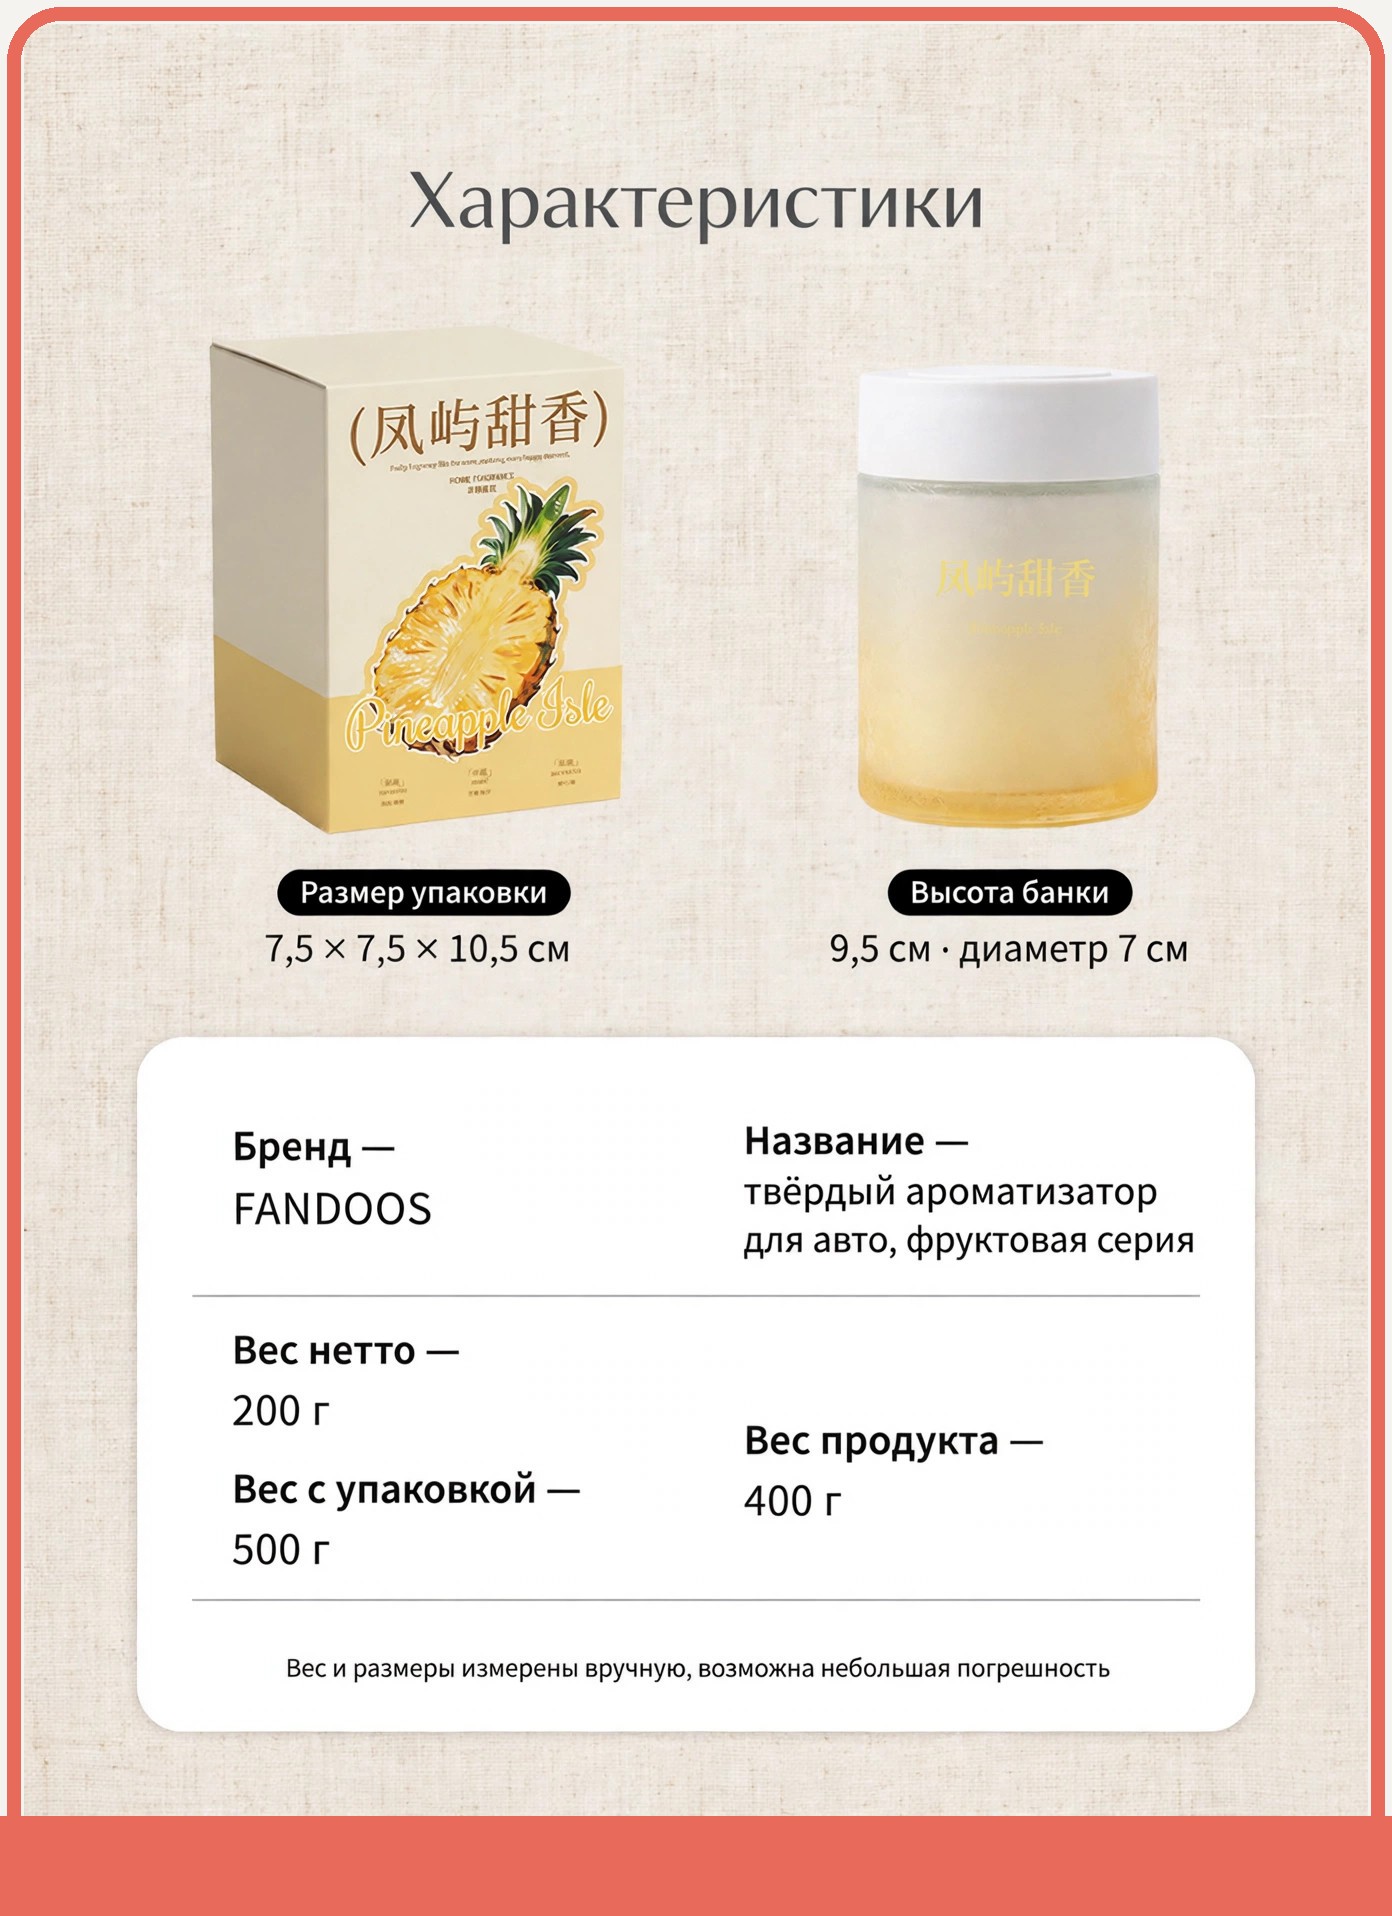 Характеристики
(凤屿甜香)
Pineapple Isle
凤屿甜香
Pineapple Isle
Размер упаковки
7,5 × 7,5 × 10,5 см
Высота банки
9,5 см · диаметр 7 см
Бренд —
FANDOOS
Название —
твёрдый ароматизатор
для авто, фруктовая серия
Вес нетто —
200 г
Вес с упаковкой —
500 г
Вес продукта —
400 г
Вес и размеры измерены вручную, возможна небольшая погрешность